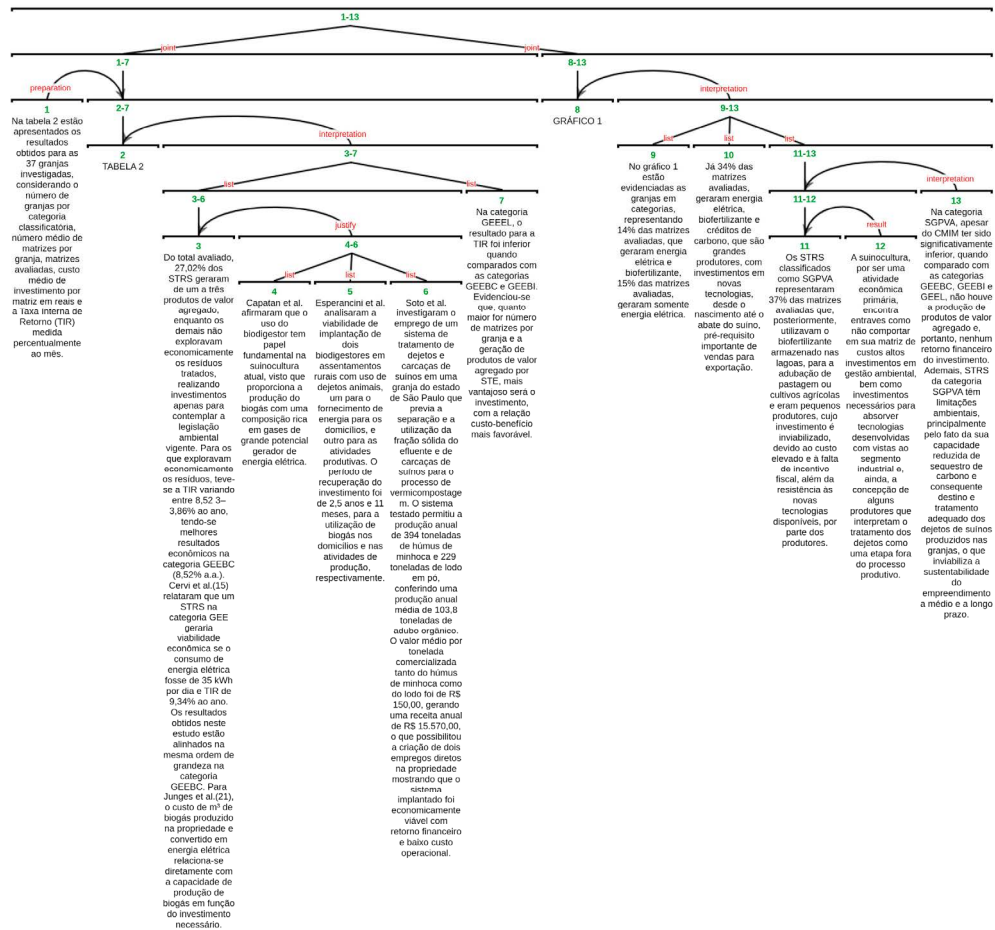 1-13
joint
joint
1-7
8-13
preparation
interpretation
1
2-7
8
9-13
Na tabela 2 estão
apresentados os
resultados
obtidos para as
37 granjas
investigadas,
considerando o
número de
granjas por
categoria
classificatória,
número médio de
matrizes por
granja, matrizes
avaliadas, custo
médio de
investimento por
matriz em reais e
a Taxa Interna de
Retorno (TIR)
medida
percentualmente
ao mês.
interpretation
2
TABELA 2
3-7
list
list
3-6
7
justify
3
Do total avaliado,
27,02% dos
STRS geraram
de um a três
produtos de valor
agregado,
enquanto os
demais não
exploravam
economicamente
os resíduos
tratados,
realizando
investimentos
apenas para
contemplar a
legislação
ambiental
vigente. Para os
que exploravam
economicamente
os resíduos, teve-
se a TIR variando
entre 8,52 3–
3,86% ao ano,
tendo-se
melhores
resultados
econômicos na
categoria GEEBC
(8,52% a.a.).
Cervi et al.(15)
relataram que um
STRS na
categoria GEE
geraria
viabilidade
econômica se o
consumo de
energia elétrica
fosse de 35 kWh
por dia e TIR de
9,34% ao ano.
Os resultados
obtidos neste
estudo estão
alinhados na
mesma ordem de
grandeza na
categoria
GEEBC. Para
Junges et al.(21),
o custo de m³ de
biogás produzido
na propriedade e
convertido em
energia elétrica
relaciona-se
diretamente com
a capacidade de
produção de
biogás em função
do investimento
necessário.
4-6
list
list
list
4
Capatan et al.
afirmaram que o
uso do
biodigestor tem
papel
fundamental na
suinocultura
atual, visto que
proporciona a
produção do
biogás com uma
composição rica
em gases de
grande potencial
gerador de
energia elétrica.
5
Esperancini et al.
analisaram a
viabilidade de
implantação de
dois
biodigestores em
assentamentos
rurais com uso de
dejetos animais,
um para o
fornecimento de
energia para os
domicílios, e
outro para as
atividades
produtivas. O
período de
recuperação do
investimento foi
de 2,5 anos e 11
meses, para a
utilização de
biogás nos
domicílios e nas
atividades de
produção,
respectivamente.
6
Soto et al.
investigaram o
emprego de um
sistema de
tratamento de
dejetos e
carcaças de
suínos em uma
granja do estado
de São Paulo que
previa a
separação e a
utilização da
fração sólida do
efluente e de
carcaças de
suínos para o
processo de
vermicompostage
m. O sistema
testado permitiu a
produção anual
de 394 toneladas
de húmus de
minhoca e 229
toneladas de lodo
em pó,
conferindo uma
produção anual
média de 103,8
toneladas de
adubo orgânico.
O valor médio por
tonelada
comercializada
tanto do húmus
de minhoca como
do lodo foi de R$
150,00, gerando
uma receita anual
de R$ 15.570,00,
o que possibilitou
a criação de dois
empregos diretos
na propriedade
mostrando que o
sistema
implantado foi
economicamente
viável com
retorno financeiro
e baixo custo
operacional.
Na categoria
GEEEL, o
resultado para a
TIR foi inferior
quando
comparados com
as categorias
GEEBC e GEEBI.
Evidenciou-se
que, quanto
maior for número
de matrizes por
granja e a
geração de
produtos de valor
agregado por
STE, mais
vantajoso será o
investimento,
com a relação
custo-benefício
mais favorável.
GRÁFICO 1
list
list
list
9
No gráfico 1
estão
evidenciadas as
granjas em
categorias,
representando
14% das matrizes
avaliadas, que
geraram energia
elétrica e
biofertilizante,
15% das matrizes
avaliadas,
geraram somente
energia elétrica.
10
Já 34% das
matrizes
avaliadas,
geraram energia
elétrica,
biofertilizante e
créditos de
carbono, que são
grandes
produtores, com
investimentos em
novas
tecnologias,
desde o
nascimento até o
abate do suíno,
pré-requisito
importante de
vendas para
exportação.
11-13
interpretation
11-12
result
11
Os STRS
classificados
como SGPVA
representaram
37% das matrizes
avaliadas que,
posteriormente,
utilizavam o
biofertilizante
armazenado nas
lagoas, para a
adubação de
pastagem ou
cultivos agrícolas
e eram pequenos
produtores, cujo
investimento é
inviabilizado,
devido ao custo
elevado e à falta
de incentivo
fiscal, além da
resistência às
novas
tecnologias
disponíveis, por
parte dos
produtores.
12
A suinocultura,
por ser uma
atividade
econômica
primária,
encontra
entraves como
não comportar
em sua matriz de
custos altos
investimentos em
gestão ambiental,
bem como
investimentos
necessários para
absorver
tecnologias
desenvolvidas
com vistas ao
segmento
industrial e,
ainda, a
concepção de
alguns
produtores que
interpretam o
tratamento dos
dejetos como
uma etapa fora
do processo
produtivo.
13
Na categoria
SGPVA, apesar
do CMIM ter sido
significativamente
inferior, quando
comparado com
as categorias
GEEBC, GEEBI e
GEEL, não houve
a produção de
produtos de valor
agregado e,
portanto, nenhum
retorno financeiro
do investimento.
Ademais, STRS
da categoria
SGPVA têm
limitações
ambientais,
principalmente
pelo fato da sua
capacidade
reduzida de
sequestro de
carbono e
consequente
destino e
tratamento
adequado dos
dejetos de suínos
produzidos nas
granjas, o que
inviabiliza a
sustentabilidade
do
empreendimento
a médio e a longo
prazo.